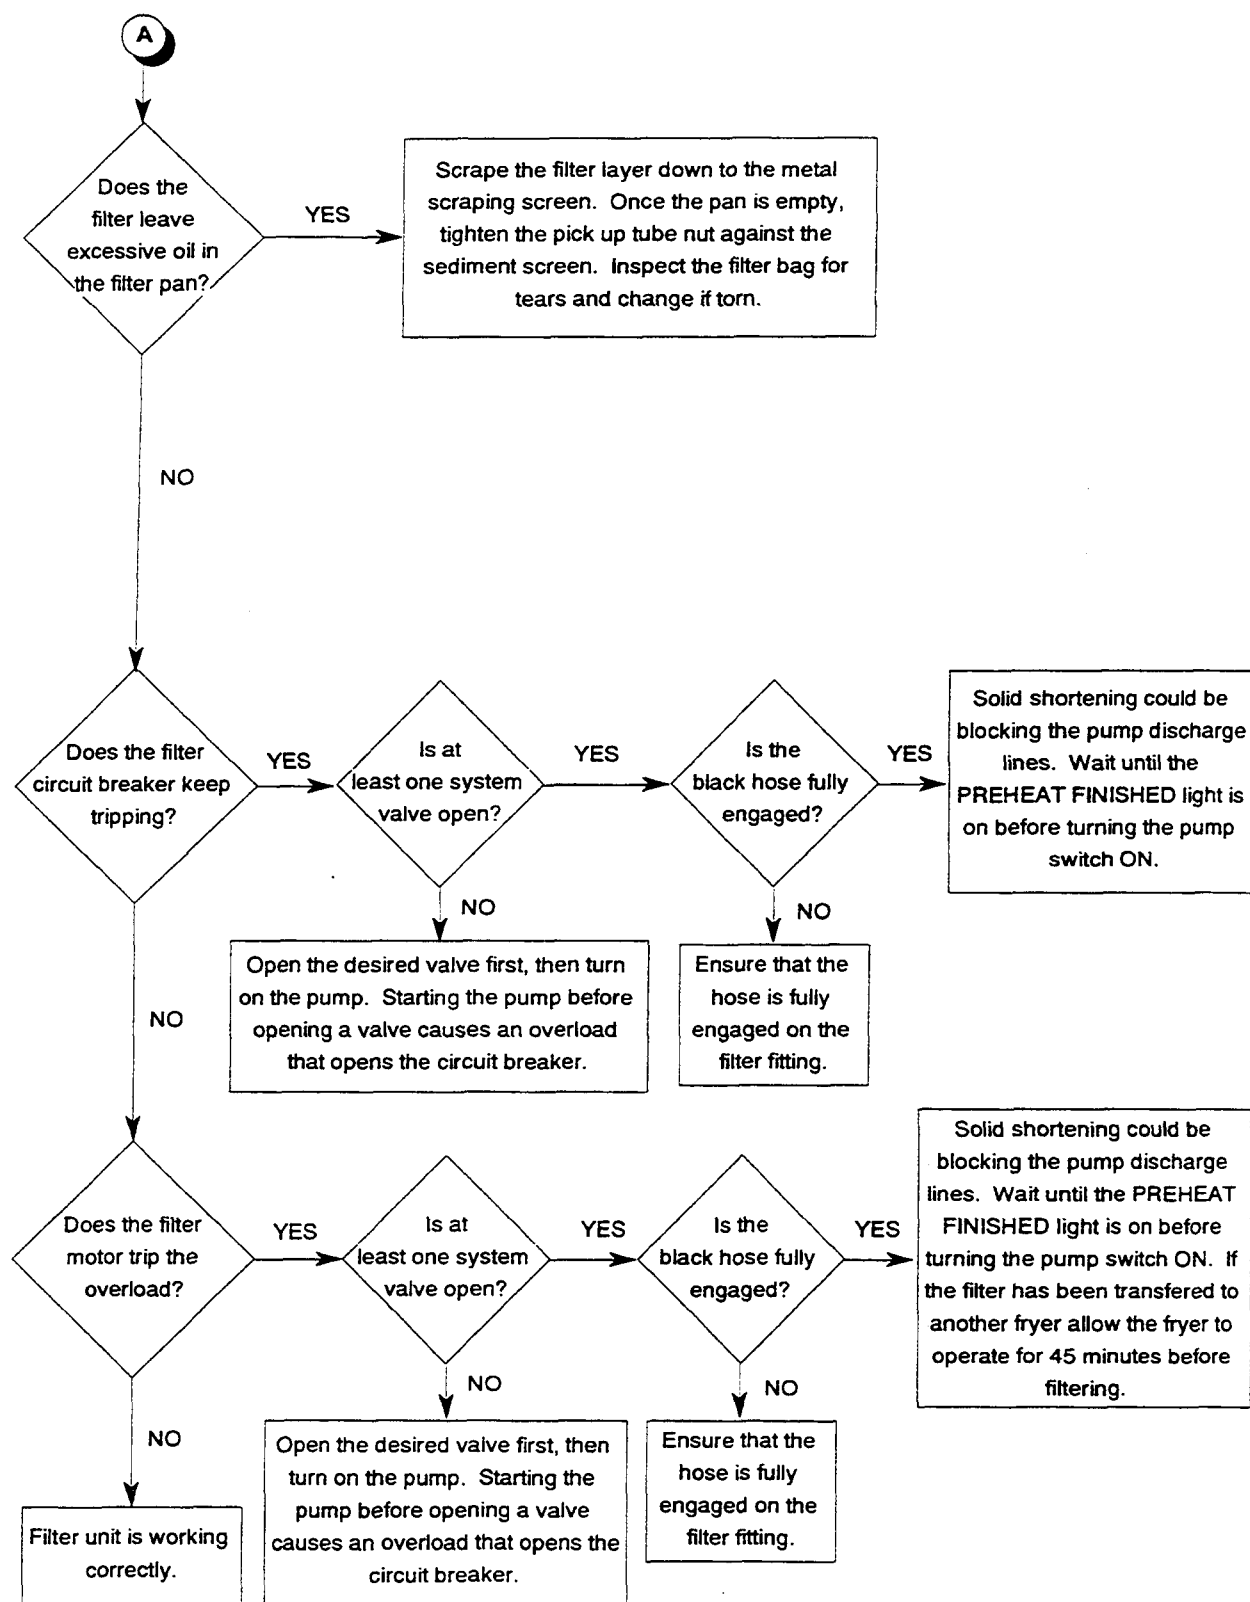 A
Does the
filter leave
excessive oil in
the filter pan?
YES
Scrape the filter layer down to the metal
scraping screen. Once the pan is empty,
tighten the pick up tube nut against the
sediment screen. Inspect the filter bag for
tears and change if torn.
NO
Does the filter
circuit breaker keep
tripping?
YES
Is at
least one system
valve open?
YES
Is the
black hose fully
engaged?
YES
Solid shortening could be
blocking the pump discharge
lines. Wait until the
PREHEAT FINISHED light is
on before turning the pump
switch ON.
NO
Open the desired valve first, then turn
on the pump. Starting the pump before
opening a valve causes an overload
that opens the circuit breaker.
NO
Ensure that the
hose is fully
engaged on the
filter fitting.
NO
Does the filter
motor trip the
overload?
YES
Is at
least one system
valve open?
YES
Is the
black hose fully
engaged?
YES
Solid shortening could be
blocking the pump discharge
lines. Wait until the PREHEAT
FINISHED light is on before
turning the pump switch ON. If
the filter has been transfered to
another fryer allow the fryer to
operate for 45 minutes before
filtering.
NO
Filter unit is working
correctly.
NO
Open the desired valve first, then
turn on the pump. Starting the
pump before opening a valve
causes an overload that opens the
circuit breaker.
NO
Ensure that the
hose is fully
engaged on the
filter fitting.